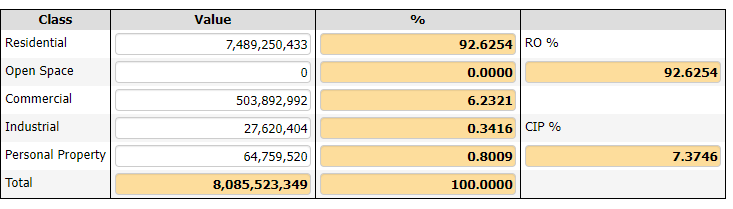 Class Value %
Residential 7,489,250,433 92.6254 RO %
Open Space 0 0.0000 92.6254
Commercial 503,892,992 6.2321
Industrial 27,620,404 0.3416 CIP %
Personal Property 64,759,520 0.8009 7.3746
Total 8,085,523,349 100.0000